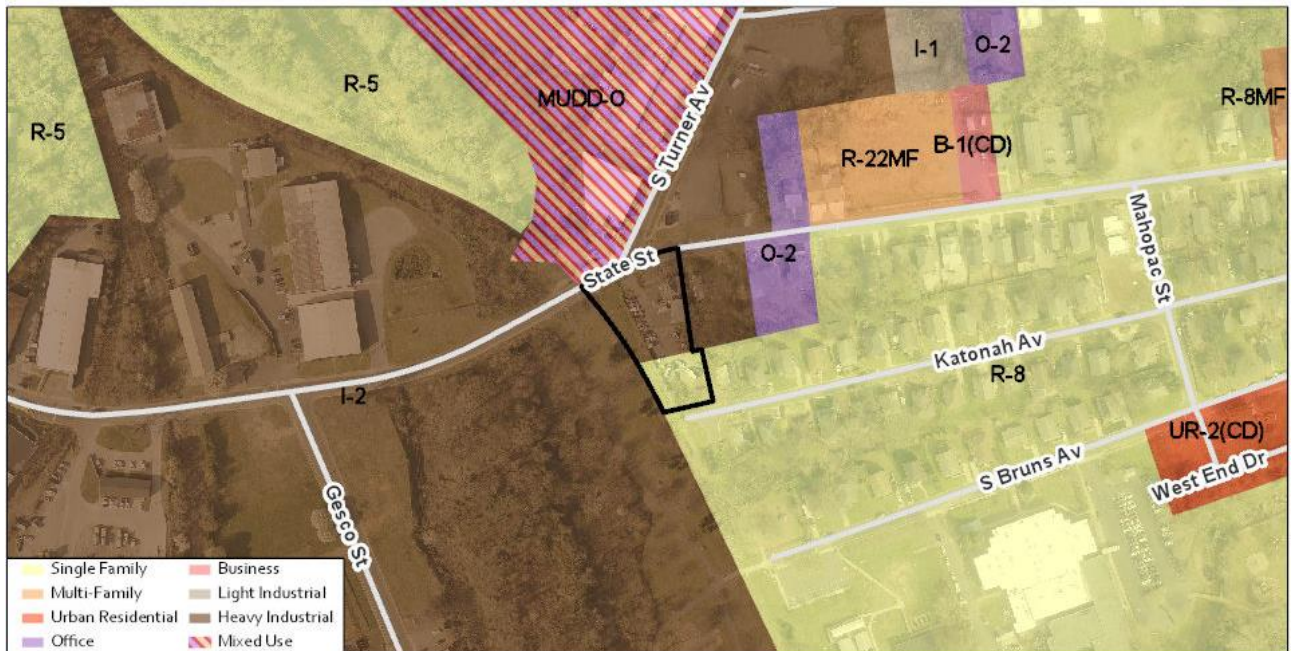 I-1
O-2
R-5
MUDD-O
R-8MF
R-5
S Turner Av
R-22MF
B-1(CD)
Mahopac St
O-2
State St
Katonah Av
R-8
I-2
UR-2(CD)
S Bruns Av
West End Dr
Gesco St
Single Family
Business
Multi-Family
Light Industrial
Urban Residential
Heavy Industrial
Office
Mixed Use